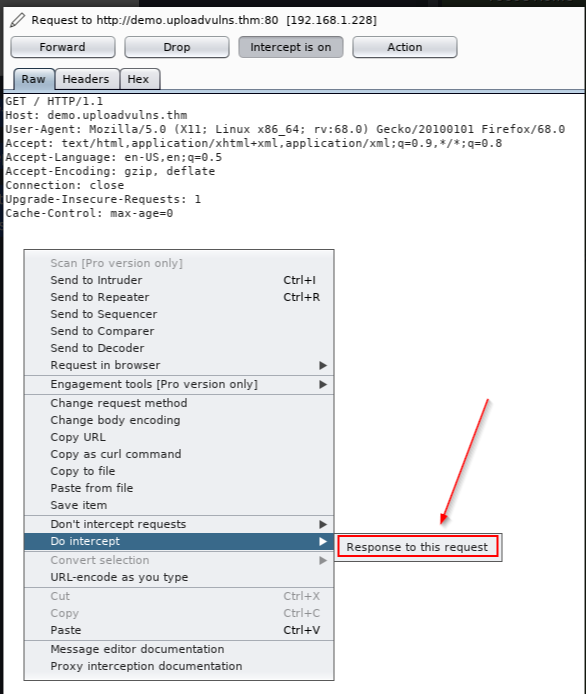 Request to http://demo.uploadvulns.thm:80 [192.168.1.228]
Forward Drop Intercept is on Action
Raw Headers Hex
GET / HTTP/1.1
Host: demo.uploadvulns.thm
User-Agent: Mozilla/5.0 (X11; Linux x86_64; rv:68.0) Gecko/20100101 Firefox/68.0
Accept: text/html,application/xhtml+xml,application/xml;q=0.9,*/*;q=0.8
Accept-Language: en-US,en;q=0.5
Accept-Encoding: gzip, deflate
Connection: close
Upgrade-Insecure-Requests: 1
Cache-Control: max-age=0
Scan [Pro version only]
Send to Intruder Ctrl+I
Send to Repeater Ctrl+R
Send to Sequencer
Send to Comparer
Send to Decoder
Request in browser
Engagement tools [Pro version only]
Change request method
Change body encoding
Copy URL
Copy as curl command
Copy to file
Paste from file
Save item
Don't intercept requests
Do intercept
Response to this request
Convert selection
URL-encode as you type
Cut Ctrl+X
Copy Ctrl+C
Paste Ctrl+V
Message editor documentation
Proxy interception documentation